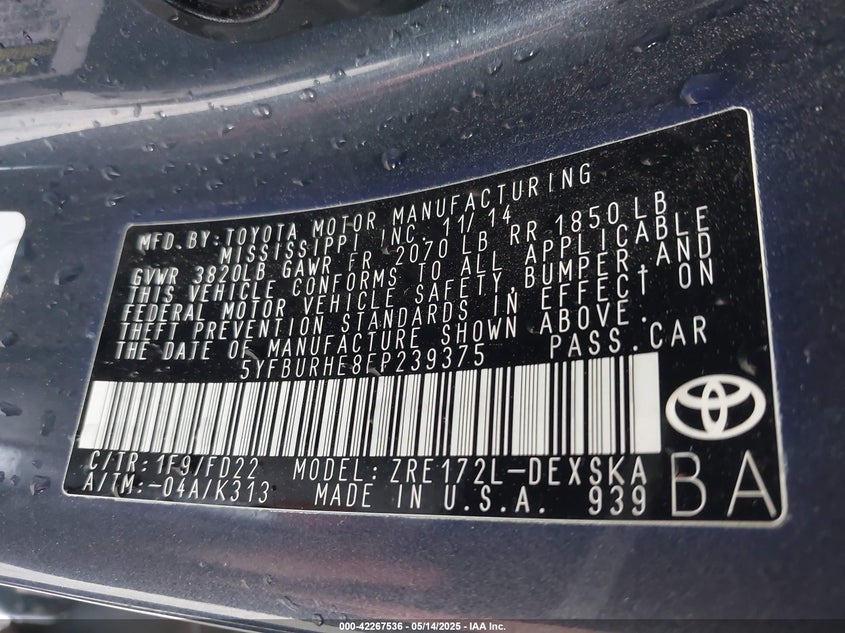 MFD. BY: TOYOTA MOTOR MANUFACTURING
MISSISSIPPI INC. 11/14
GVWR 3820LB GAWR FR 2070 LB RR 1850 LB
THIS VEHICLE CONFORMS TO ALL APPLICABLE
FEDERAL MOTOR VEHICLE SAFETY, BUMPER, AND
THEFT PREVENTION STANDARDS IN EFFECT ON
THE DATE OF MANUFACTURE SHOWN ABOVE.
5YFBURHE8FP239375 PASS. CAR
C/TR: 1F9/FD22 MODEL: ZRE172L-DEXSKA
A/TM: -04A/K313 MADE IN U.S.A. 939
BA
000-42267536 - 05/14/2025 - IAA Inc.